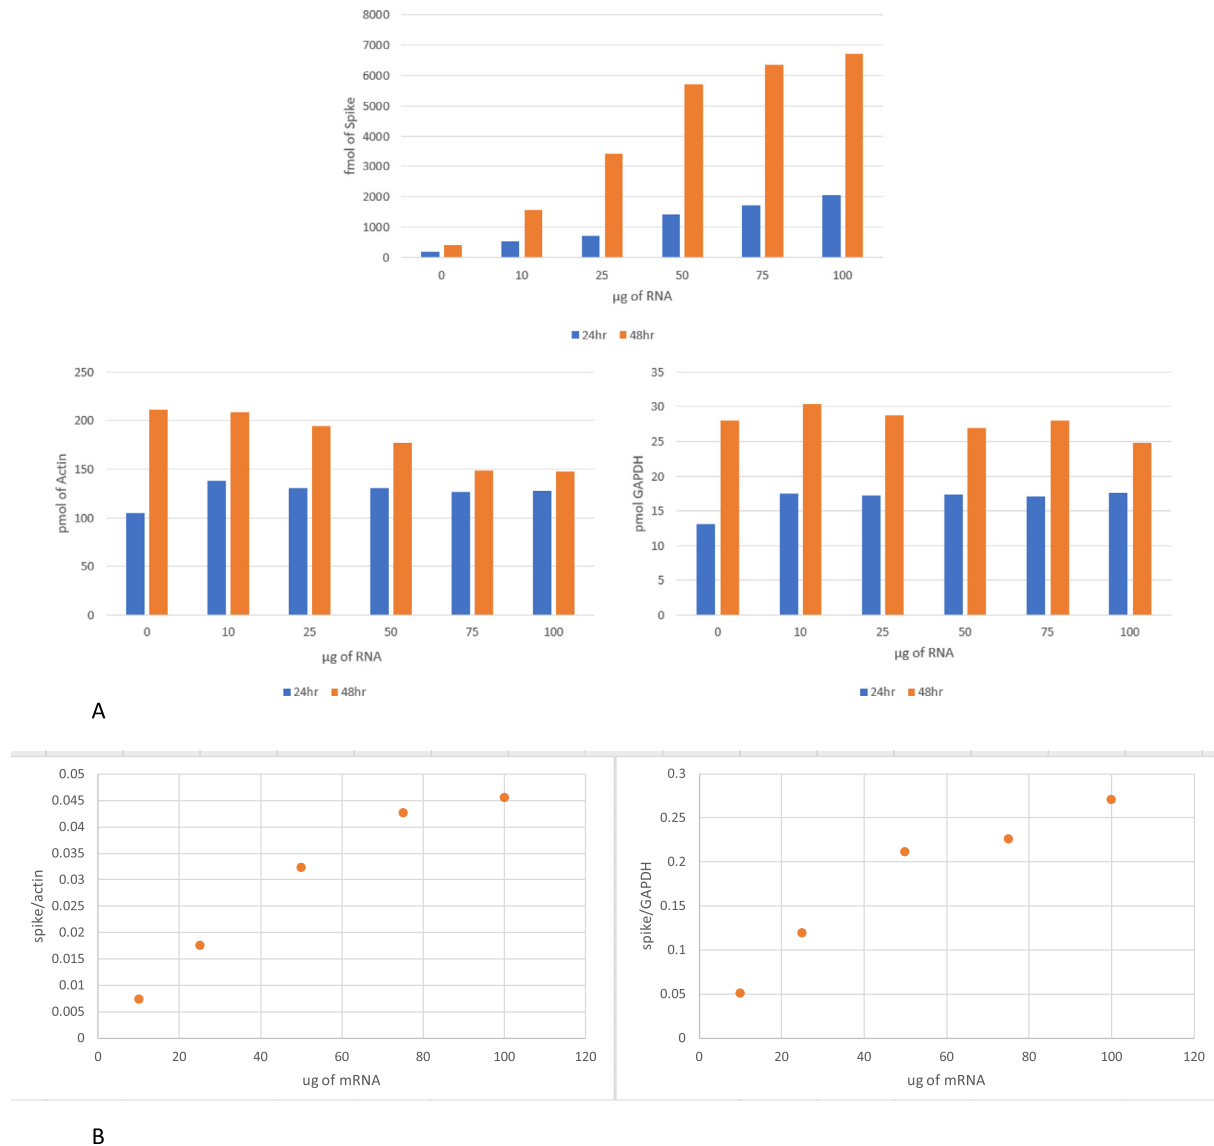 8000
7000
6000
5000
4000
3000
2000
1000
0
fmol of Spike
0 10 25 50 75 100
µg of RNA
24hr 48hr
250
200
150
100
50
0
pmol of Actin
0 10 25 50 75 100
µg of RNA
24hr 48hr
35
30
25
20
15
10
5
0
pmol GAPDH
0 10 25 50 75 100
µg of RNA
24hr 48hr
A
0.05
0.045
0.04
0.035
0.03
0.025
0.02
0.015
0.01
0.005
0
spike/actin
0 20 40 60 80 100 120
ug of mRNA
0.3
0.25
0.2
0.15
0.1
0.05
0
spike/GAPDH
0 20 40 60 80 100 120
ug of mRNA
B